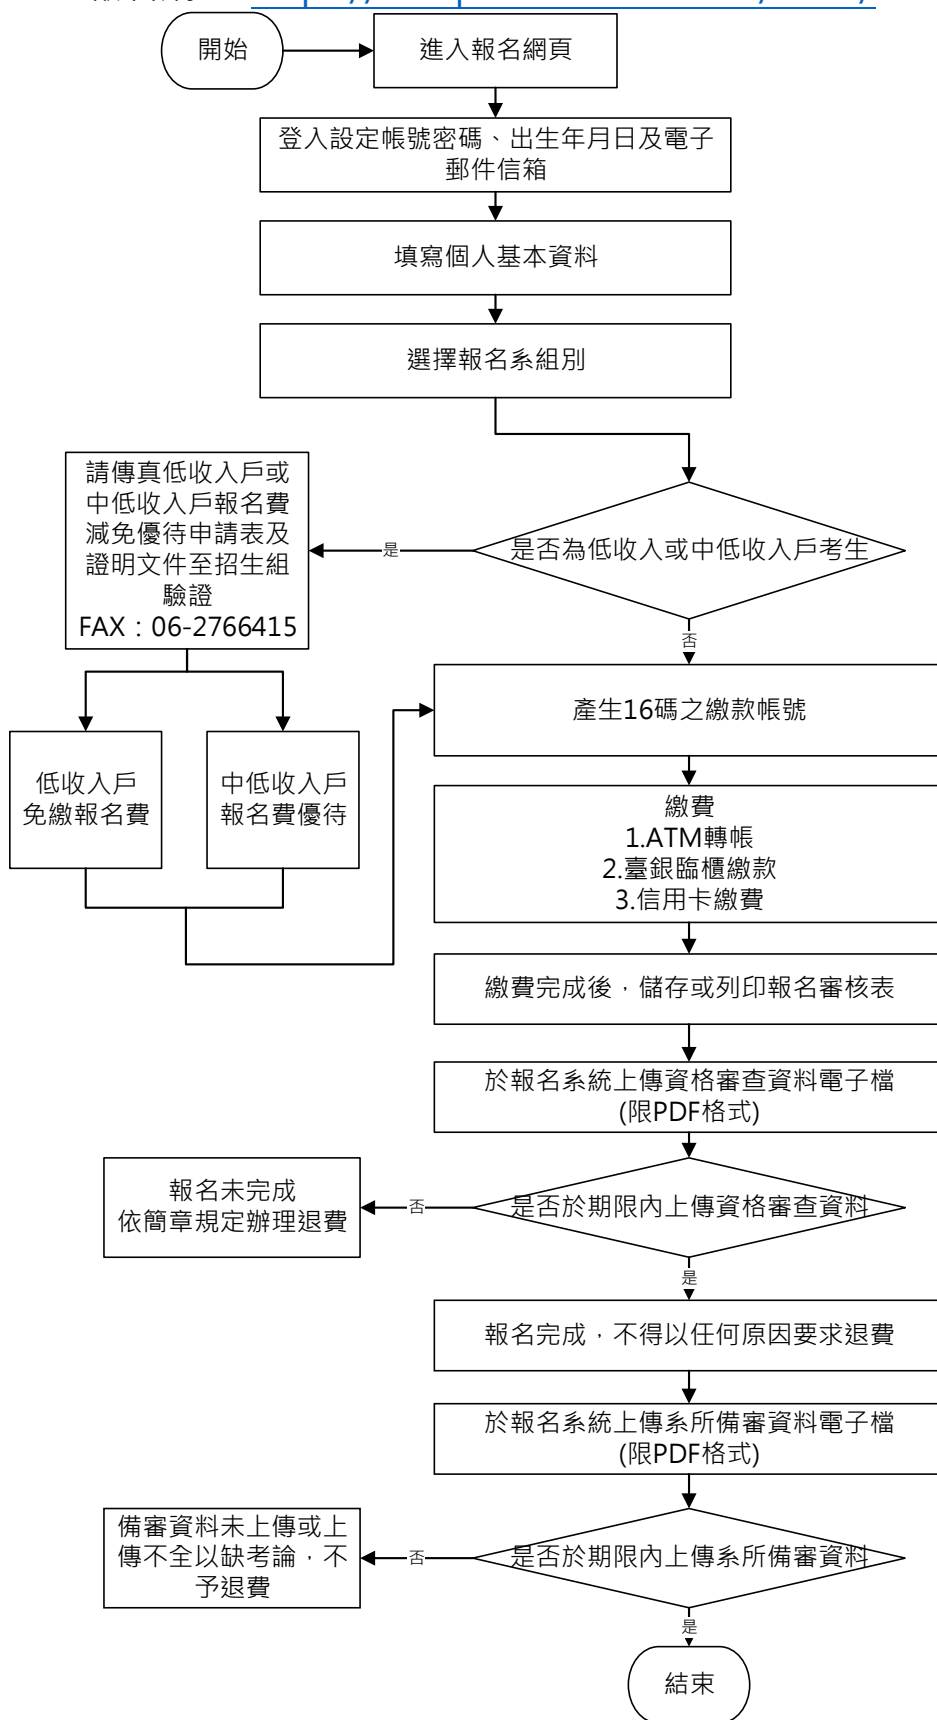 開始
進入報名網頁
登入設定帳號密碼、出生年月日及電子
郵件信箱
填寫個人基本資料
選擇報名系組別
是否為低收入或中低收入戶考生
是
請傳真低收入戶或
中低收入戶報名費
減免優待申請表及
證明文件至招生組
驗證
FAX：06-2766415
否
低收入戶
免繳報名費
中低收入戶
報名費優待
產生16碼之繳款帳號
繳費
1.ATM轉帳
2.臺銀臨櫃繳款
3.信用卡繳費
繳費完成後，儲存或列印報名審核表
於報名系統上傳資格審查資料電子檔
(限PDF格式)
是否於期限內上傳資格審查資料
否
報名未完成
依簡章規定辦理退費
是
報名完成，不得以任何原因要求退費
於報名系統上傳系所備審資料電子檔
(限PDF格式)
是否於期限內上傳系所備審資料
否
備審資料未上傳或上
傳不全以缺考論，不
予退費
是
結束